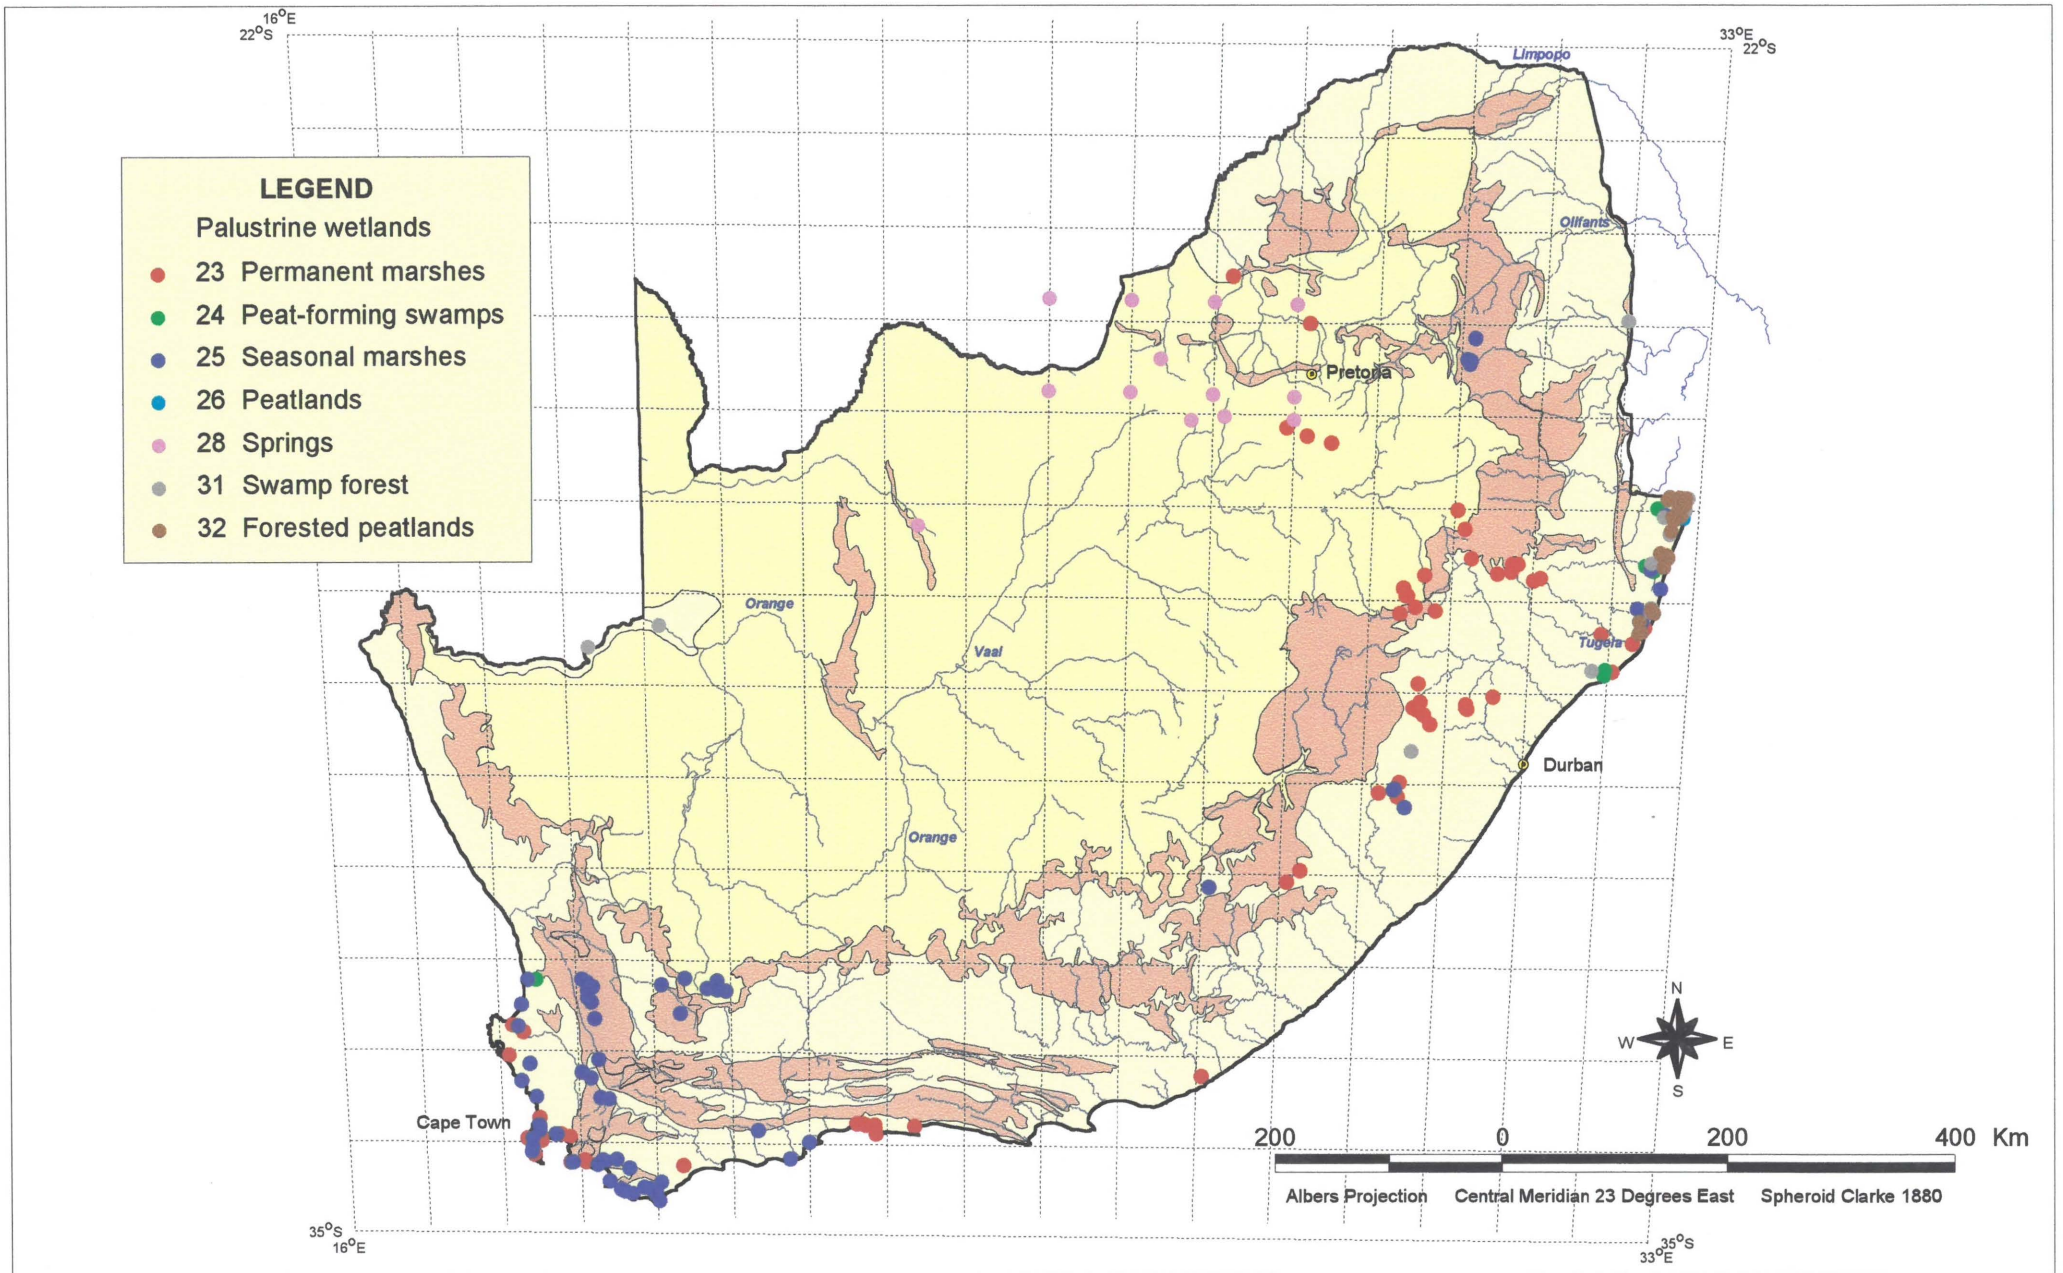 16°E
22°S
33°E
22°S
Limpopo
LEGEND
Palustrine wetlands
23 Permanent marshes
24 Peat-forming swamps
25 Seasonal marshes
26 Peatlands
28 Springs
31 Swamp forest
32 Forested peatlands
Olifants
Pretoria
Orange
Vaal
Tugela
Durban
Orange
Cape Town
N
W E
S
200 0 200 400 Km
Albers Projection Central Meridian 23 Degrees East Spheroid Clarke 1880
35°S
16°E
35°S
33°E